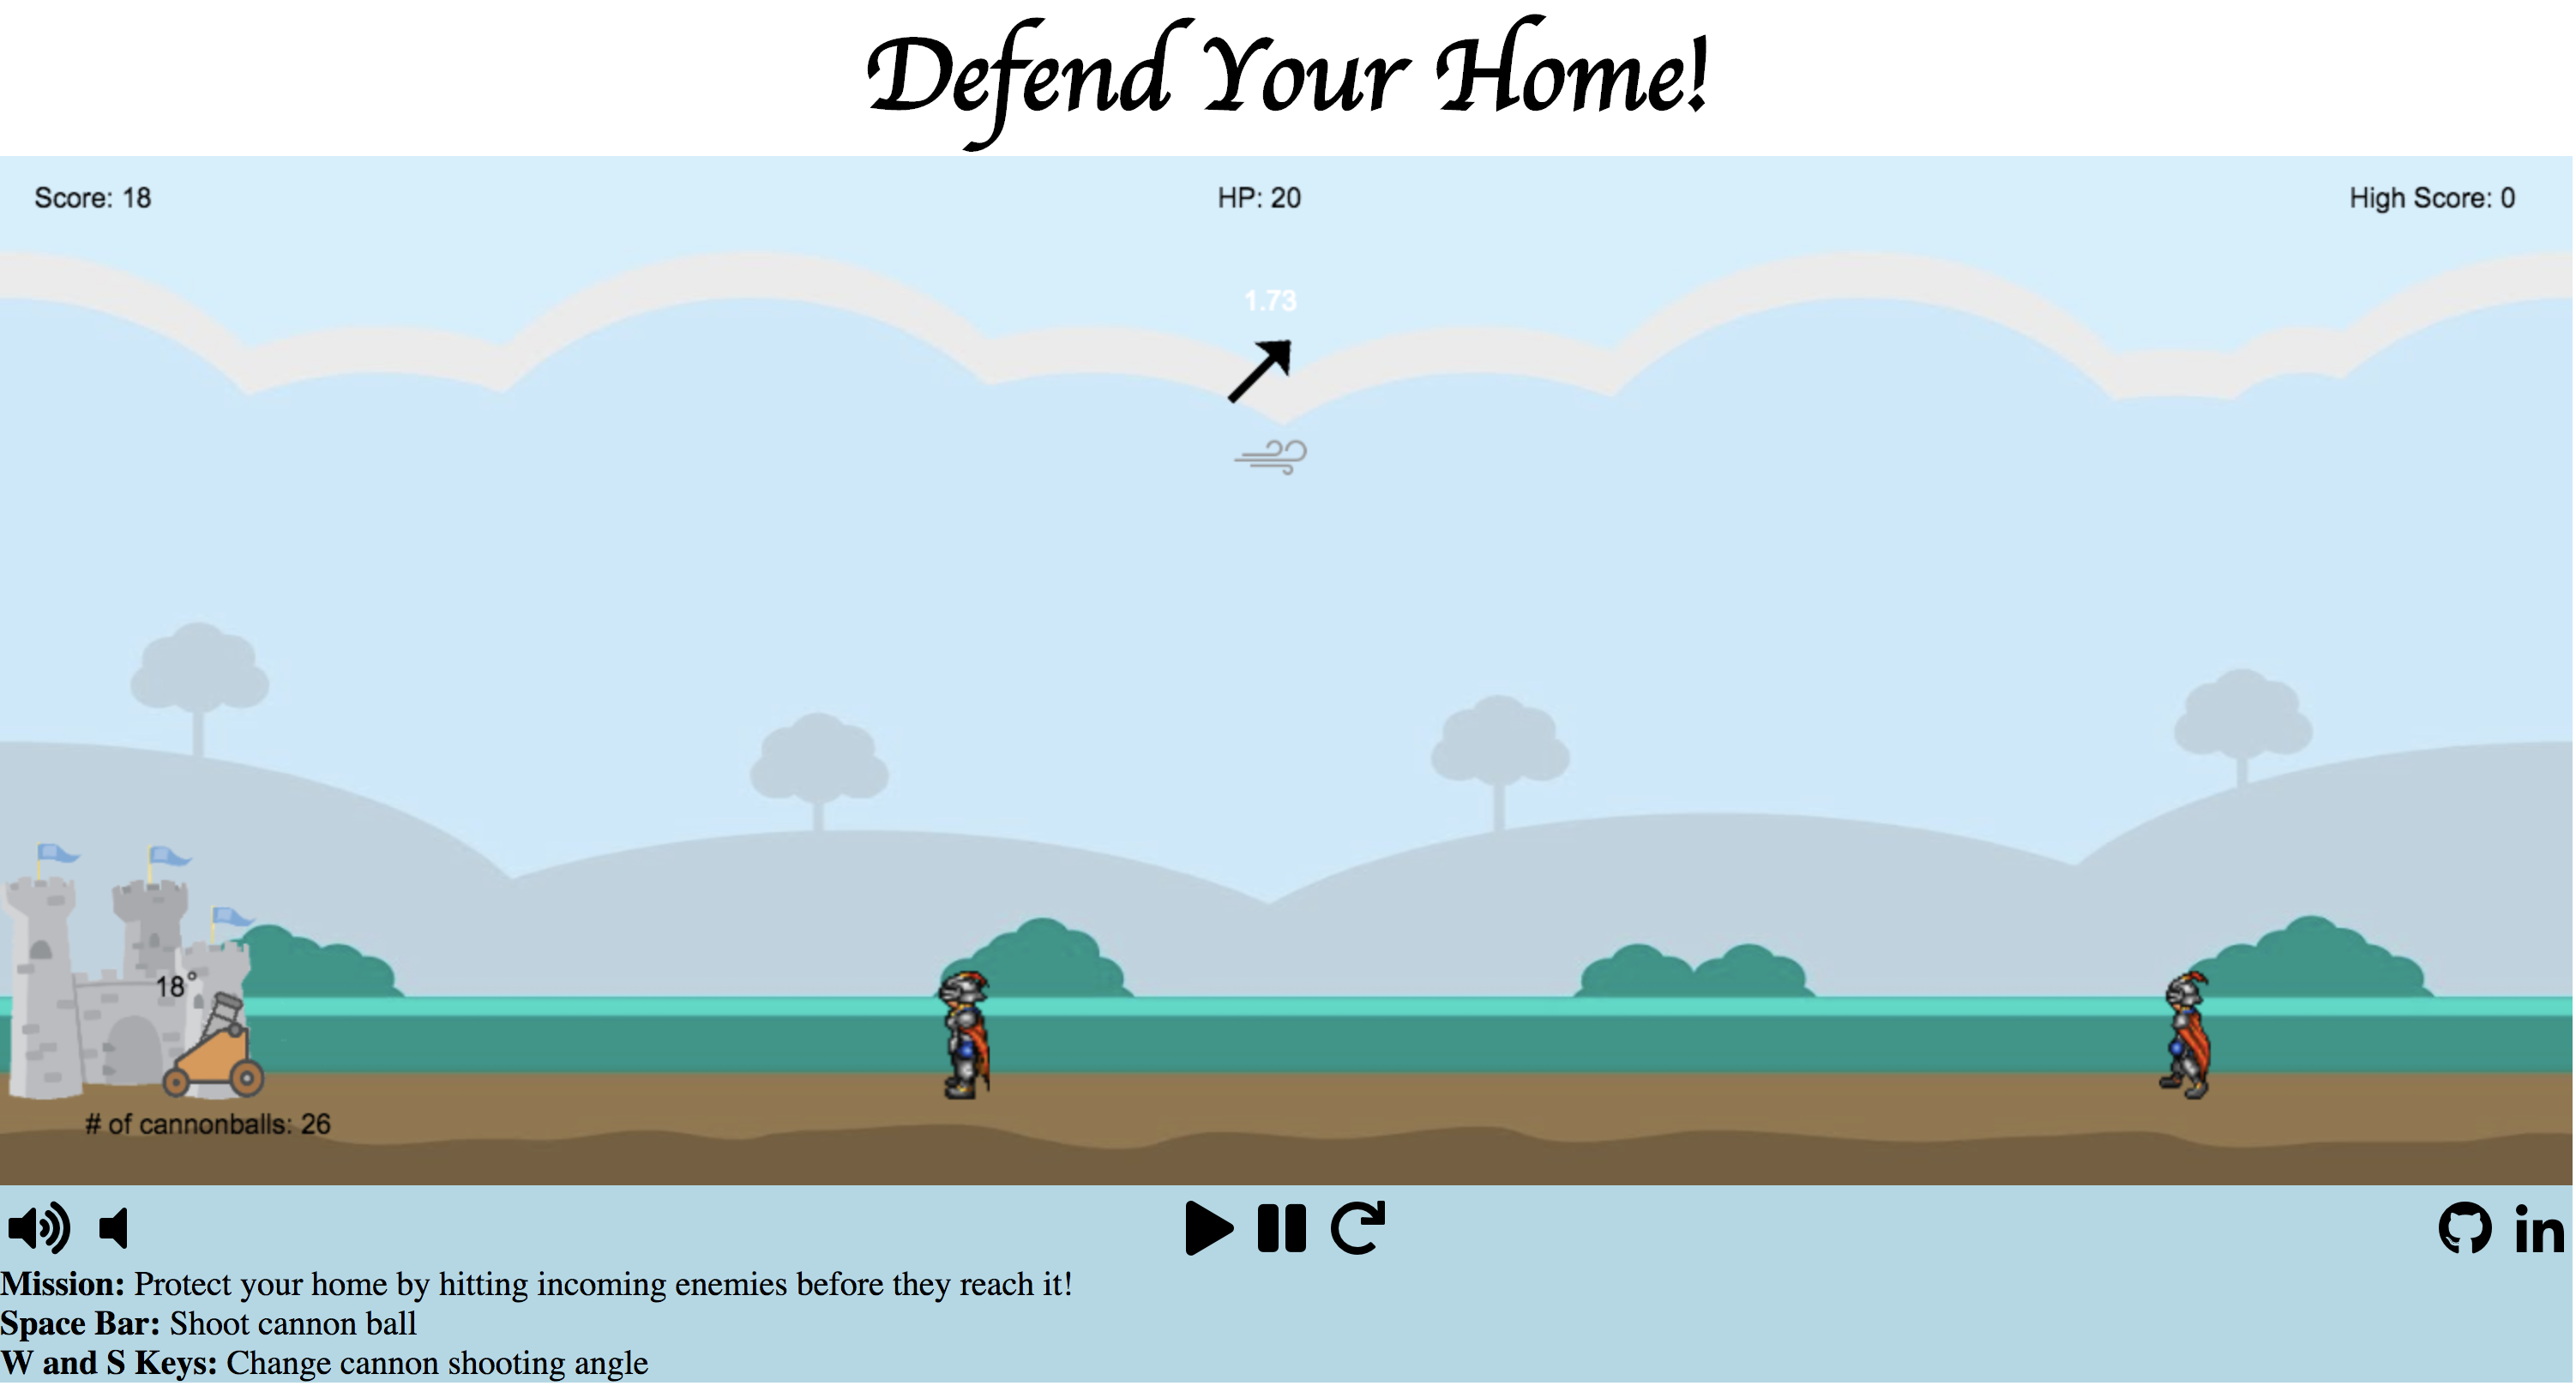 Defend Your Home!
Score: 18
HP: 20
High Score: 0
1.73
18°
# of cannonballs: 26
in
Mission: Protect your home by hitting incoming enemies before they reach it!
Space Bar: Shoot cannon ball
W and S Keys: Change cannon shooting angle